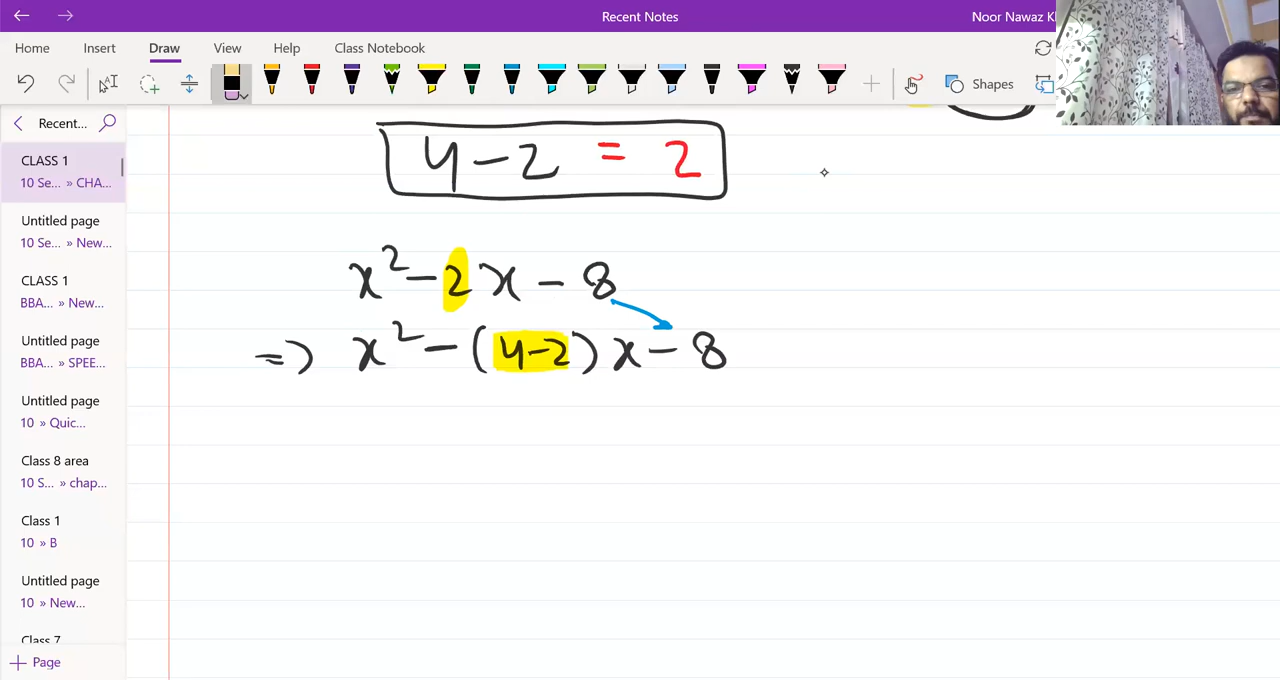 Recent Notes
Noor Nawaz Kh
Home Insert Draw View Help Class Notebook
Shapes
Recent...
CLASS 1
10 Se... » CHA...
Untitled page
10 Se... » New...
CLASS 1
BBA... » New...
Untitled page
BBA... » SPEE...
Untitled page
10 » Quic...
Class 8 area
10 S... » chap...
Class 1
10 » B
Untitled page
10 » New...
Class 7
+ Page
4 - 2 = 2
x² - 2x - 8
=) x² - (4-2)x - 8